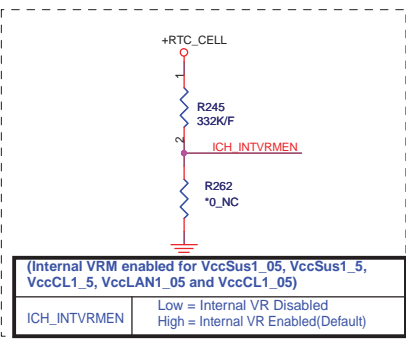 +RTC_CELL
1
R245
332K/F
2
ICH_INTVRMEN
R262
*0_NC
(Internal VRM enabled for VccSus1_05, VccSus1_5,
VccCL1_5, VccLAN1_05 and VccCL1_05)
ICH_INTVRMEN
Low = Internal VR Disabled
High = Internal VR Enabled(Default)